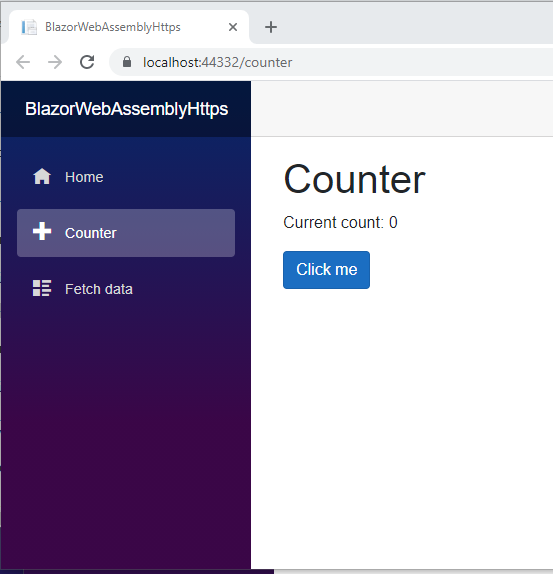 BlazorWebAssemblyHttps
localhost:44332/counter
BlazorWebAssemblyHttps
Home
Counter
Fetch data
Counter
Current count: 0
Click me